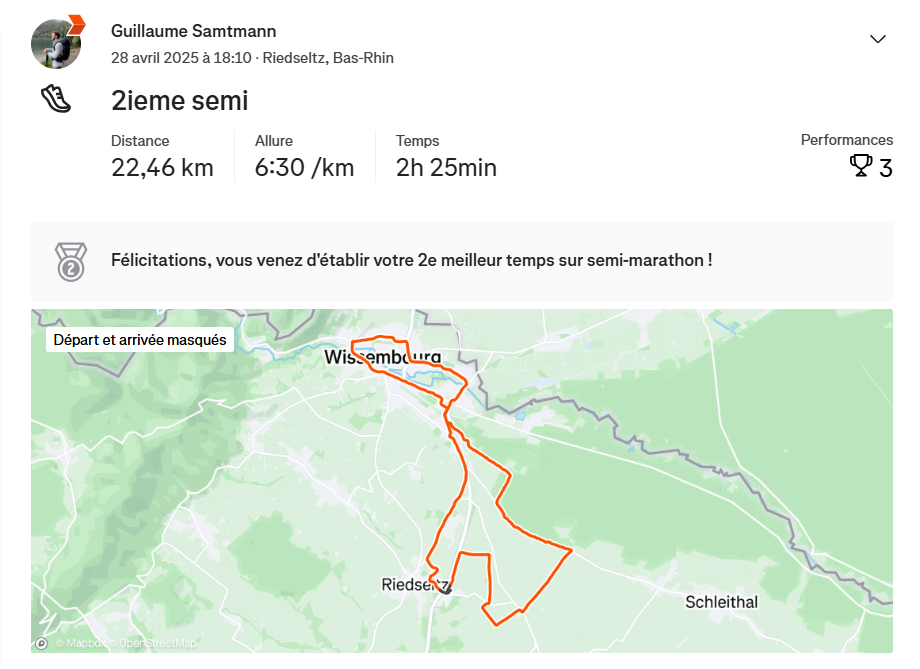 Guillaume Samtmann
28 avril 2025 à 18:10 · Riedseltz, Bas-Rhin
2ieme semi
Distance
22,46 km
Allure
6:30 /km
Temps
2h 25min
Performances
3
2
Félicitations, vous venez d'établir votre 2e meilleur temps sur semi-marathon !
Départ et arrivée masqués
Wissembourg
Riedseltz
Schleithal
© Mapbox © OpenStreetMap